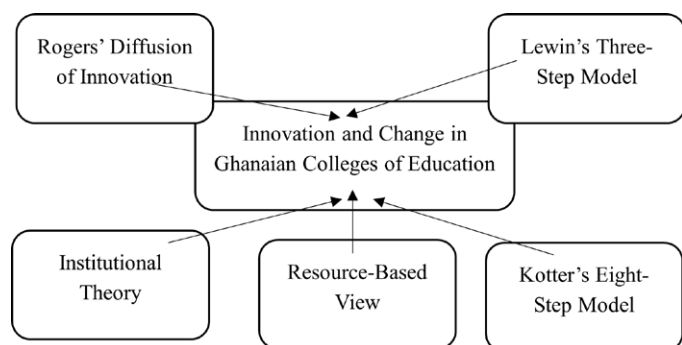 Rogers' Diffusion
of Innovation
Lewin's Three-
Step Model
Innovation and Change in
Ghanaian Colleges of Education
Institutional
Theory
Resource-Based
View
Kotter's Eight-
Step Model